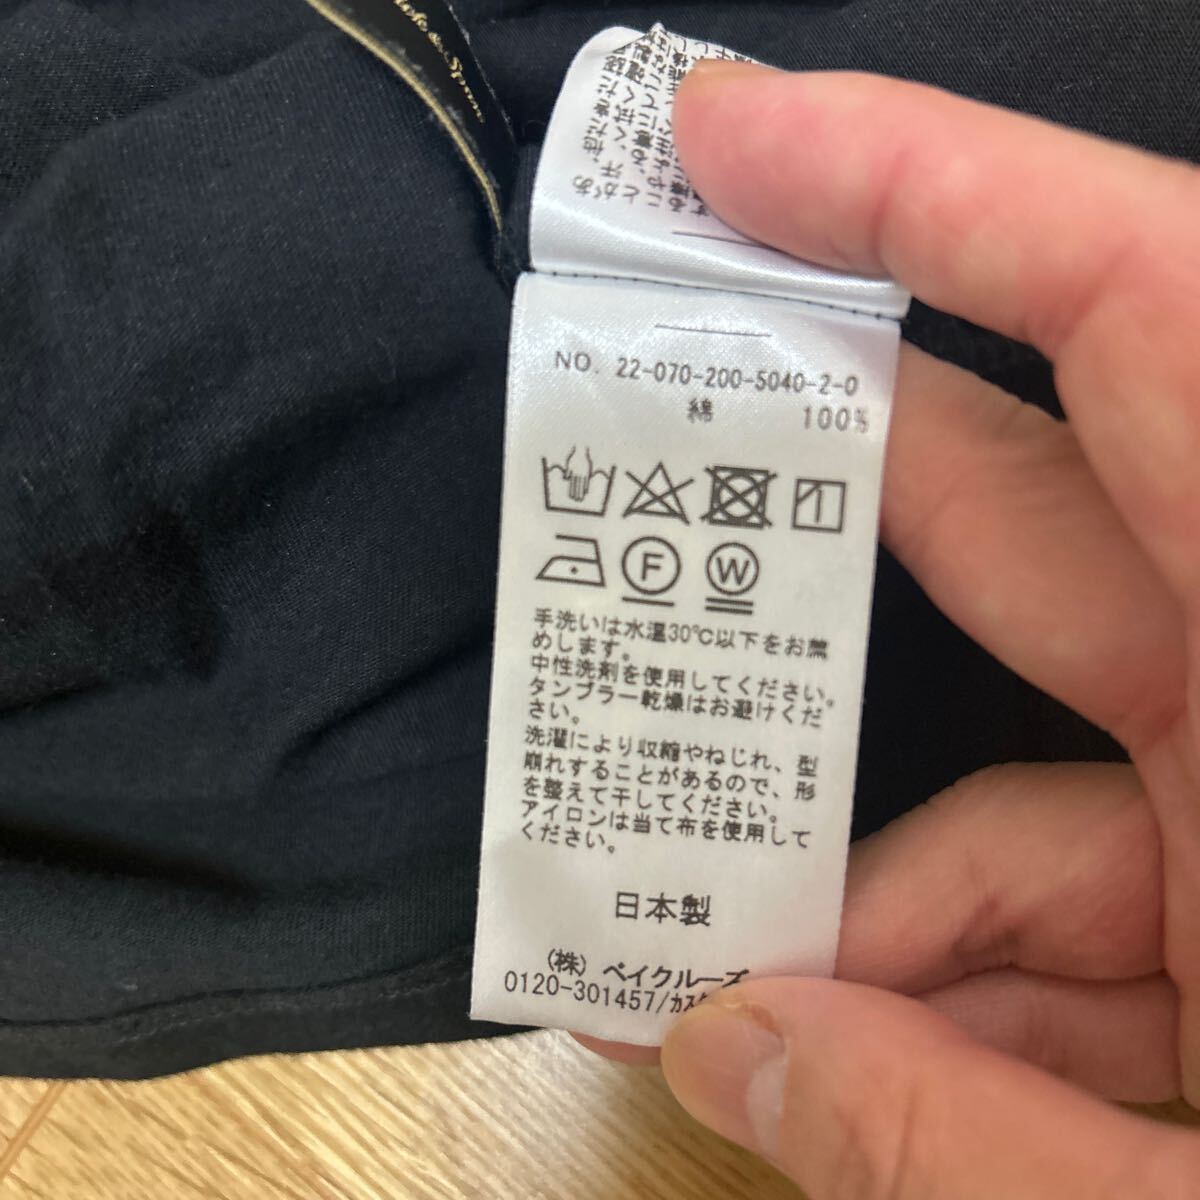 & Spun
NO. 22-070-200-5040-2-0
綿 100%
F W
手洗いは水温30℃以下をお薦
めします。
中性洗剤を使用してください。
タンブラー乾燥はお避けくだ
さい。
洗濯により収縮やねじれ、型
崩れすることがあるので、形
を整えて干してください。
アイロンは当て布を使用して
ください。
日本製
(株) ベイクルーズ
0120-301457/カスタ